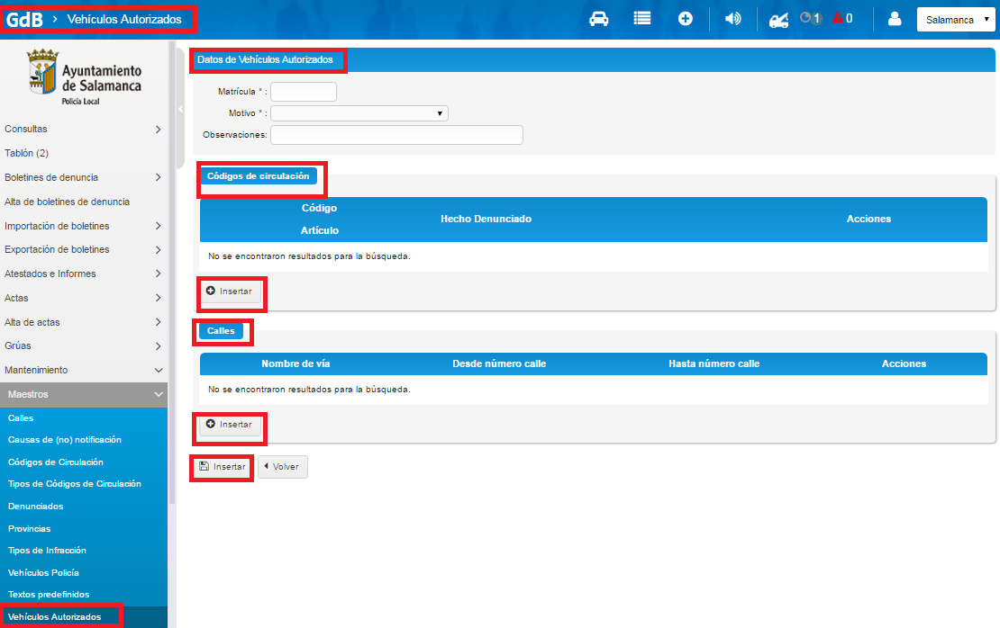 GdB > Vehículos Autorizados
1 0
Salamanca
Ayuntamiento
de Salamanca
Policía Local
Consultas
Tablón (2)
Boletines de denuncia
Alta de boletines de denuncia
Importación de boletines
Exportación de boletines
Atestados e Informes
Actas
Alta de actas
Grúas
Mantenimiento
Maestros
Calles
Causas de (no) notificación
Códigos de Circulación
Tipos de Códigos de Circulación
Denunciados
Provincias
Tipos de Infracción
Vehículos Policía
Textos predefinidos
Vehículos Autorizados
Datos de Vehículos Autorizados
Matrícula * :
Motivo * :
Observaciones:
Códigos de circulación
Código
Artículo
Hecho Denunciado
Acciones
No se encontraron resultados para la búsqueda.
Insertar
Calles
Nombre de vía Desde número calle Hasta número calle Acciones
No se encontraron resultados para la búsqueda.
Insertar
Insertar Volver